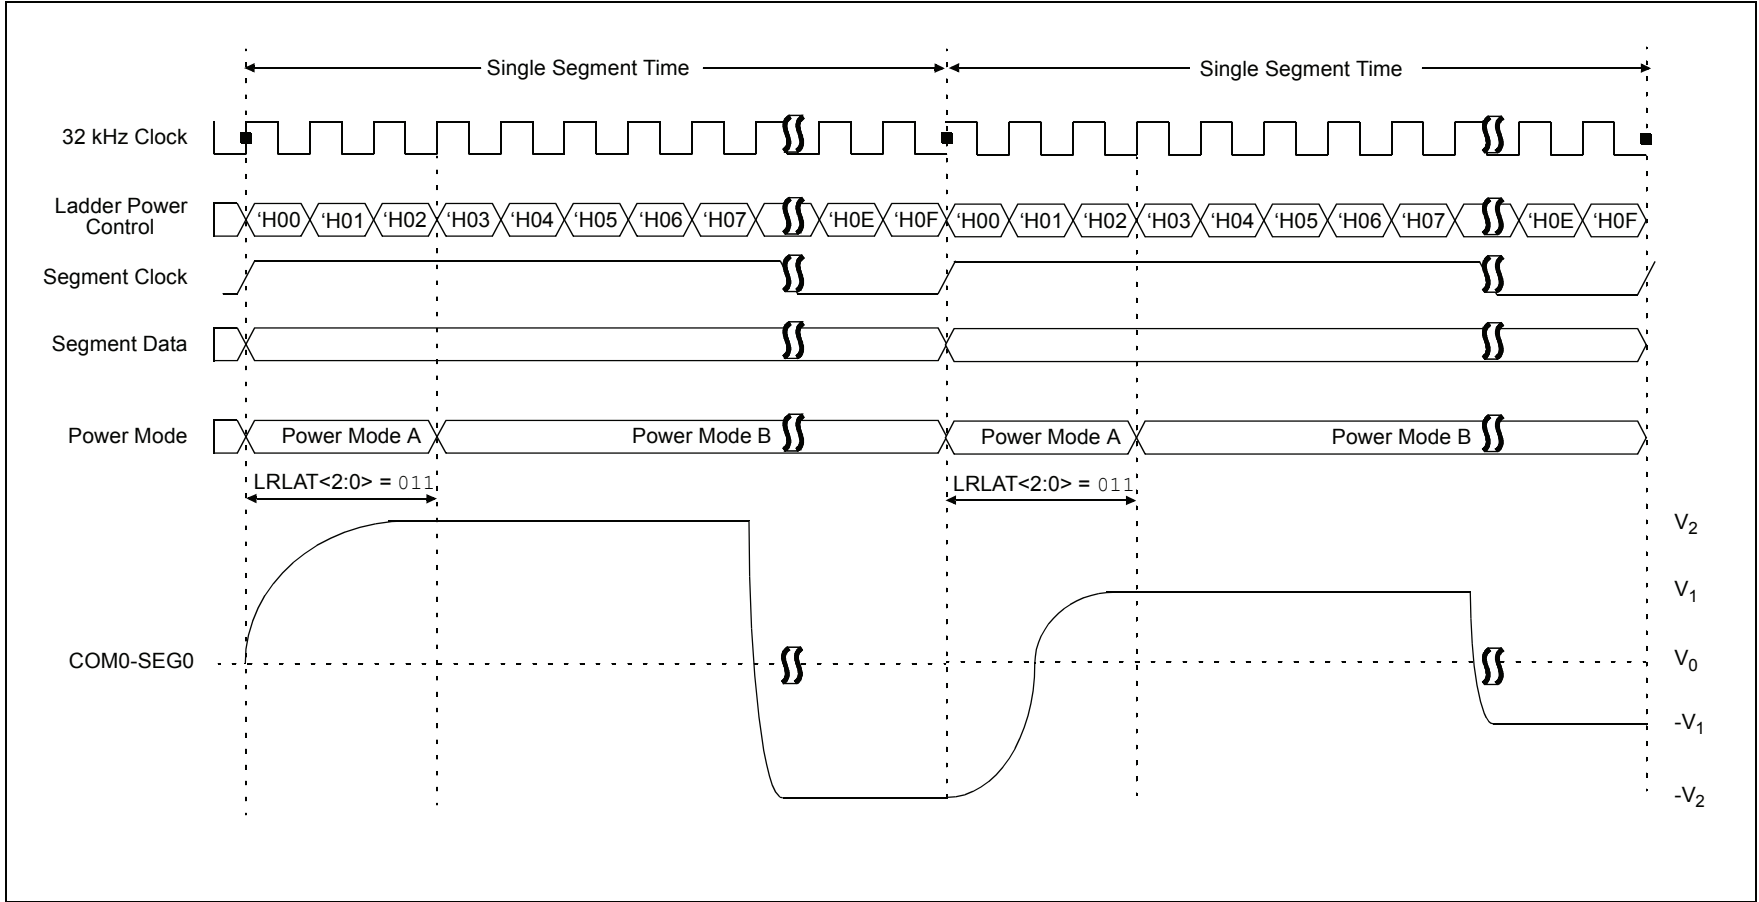 Single Segment Time Single Segment Time
32 kHz Clock
Ladder Power
Control
‘H00 ‘H01 ‘H02 ‘H03 ‘H04 ‘H05 ‘H06 ‘H07 ‘H0E ‘H0F ‘H00 ‘H01 ‘H02 ‘H03 ‘H04 ‘H05 ‘H06 ‘H07 ‘H0E ‘H0F
Segment Clock
Segment Data
Power Mode Power Mode A Power Mode B Power Mode A Power Mode B
LRLAT<2:0> = 011 LRLAT<2:0> = 011
V2
V1
COM0-SEG0 V0
-V1
-V2